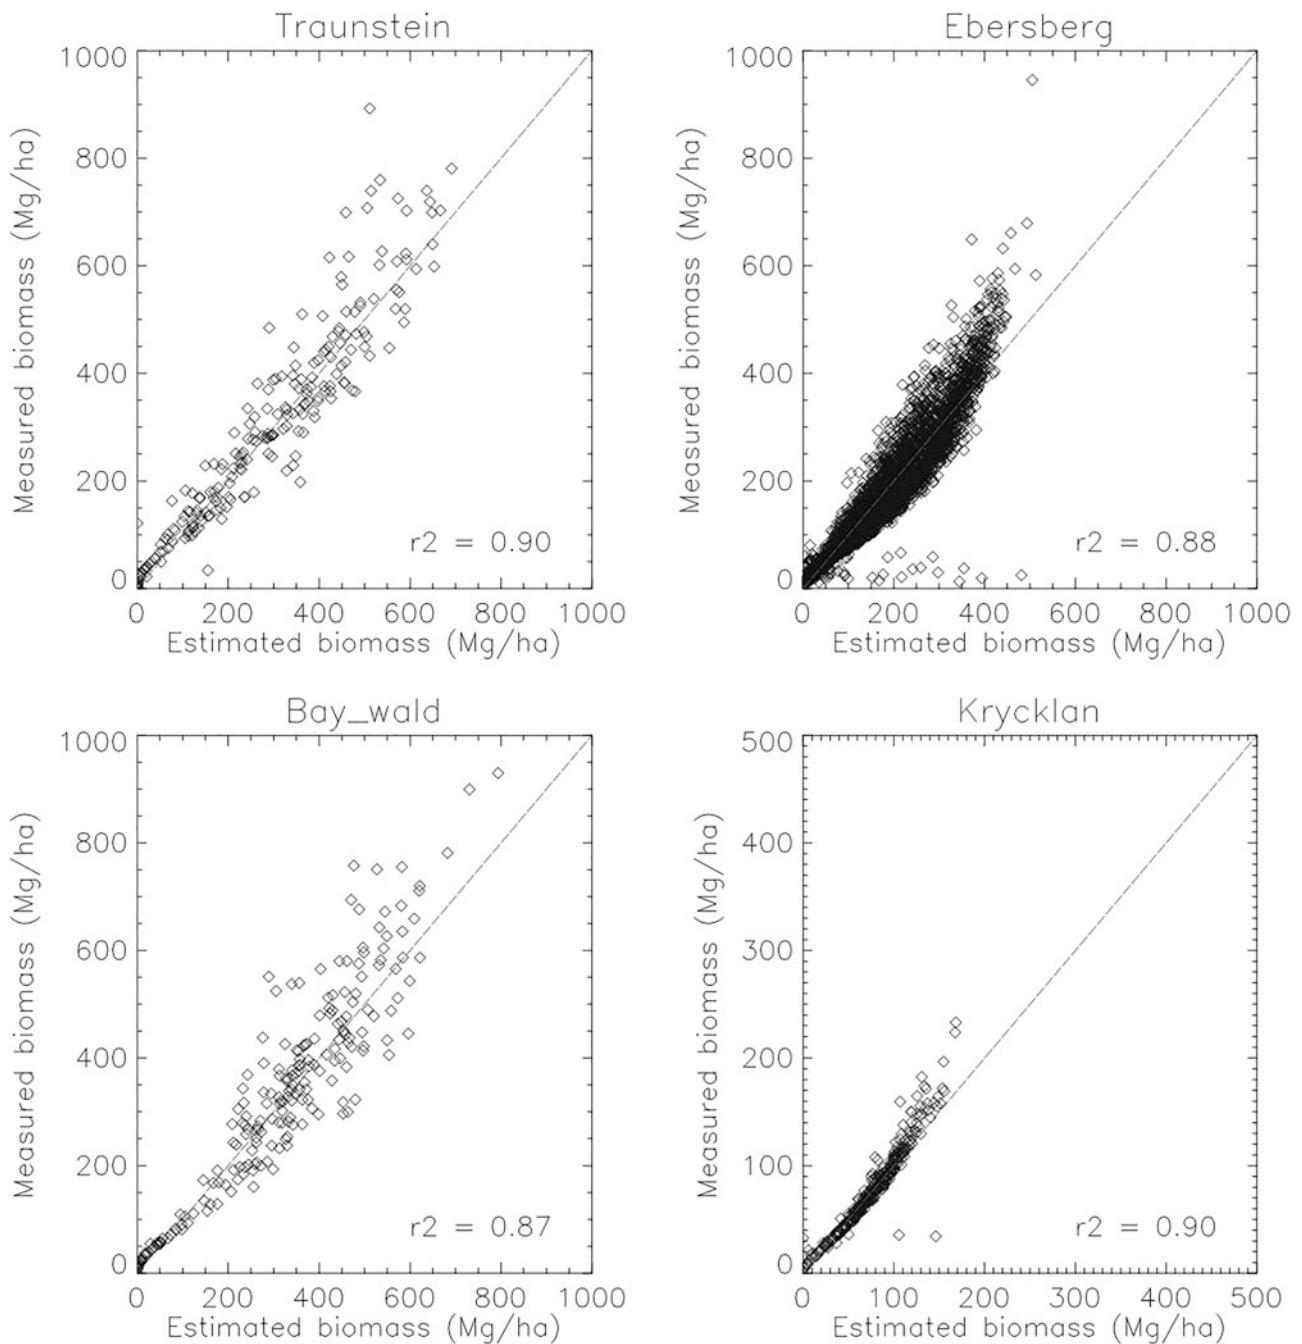 Traunstein
1000
800
600
400
200
0
Measured biomass (Mg/ha)
r2 = 0.90
0 200 400 600 800 1000
Estimated biomass (Mg/ha)
Ebersberg
1000
800
600
400
200
0
Measured biomass (Mg/ha)
r2 = 0.88
0 200 400 600 800 1000
Estimated biomass (Mg/ha)
Bay_wald
1000
800
600
400
200
0
Measured biomass (Mg/ha)
r2 = 0.87
0 200 400 600 800 1000
Estimated biomass (Mg/ha)
Krycklan
500
400
300
200
100
0
Measured biomass (Mg/ha)
r2 = 0.90
0 100 200 300 400 500
Estimated biomass (Mg/ha)